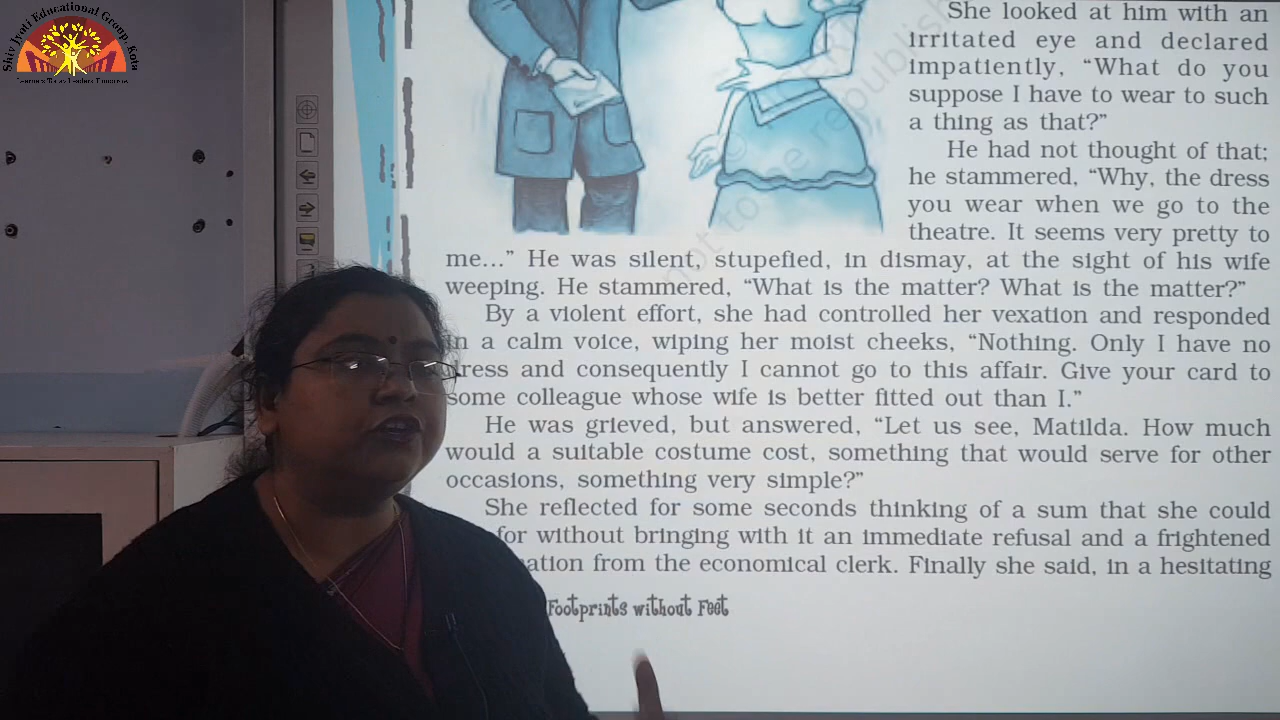 Shiv Jyoti Educational Group, Kota
She looked at him with an
irritated eye and declared
impatiently, “What do you
suppose I have to wear to such
a thing as that?”
He had not thought of that;
he stammered, “Why, the dress
you wear when we go to the
theatre. It seems very pretty to
me...” He was silent, stupefied, in dismay, at the sight of his wife
weeping. He stammered, “What is the matter? What is the matter?”
By a violent effort, she had controlled her vexation and responded
in a calm voice, wiping her moist cheeks, “Nothing. Only I have no
dress and consequently I cannot go to this affair. Give your card to
some colleague whose wife is better fitted out than I.”
He was grieved, but answered, “Let us see, Matilda. How much
would a suitable costume cost, something that would serve for other
occasions, something very simple?”
She reflected for some seconds thinking of a sum that she could
for without bringing with it an immediate refusal and a frightened
ation from the economical clerk. Finally she said, in a hesitating
Footprints without Feet